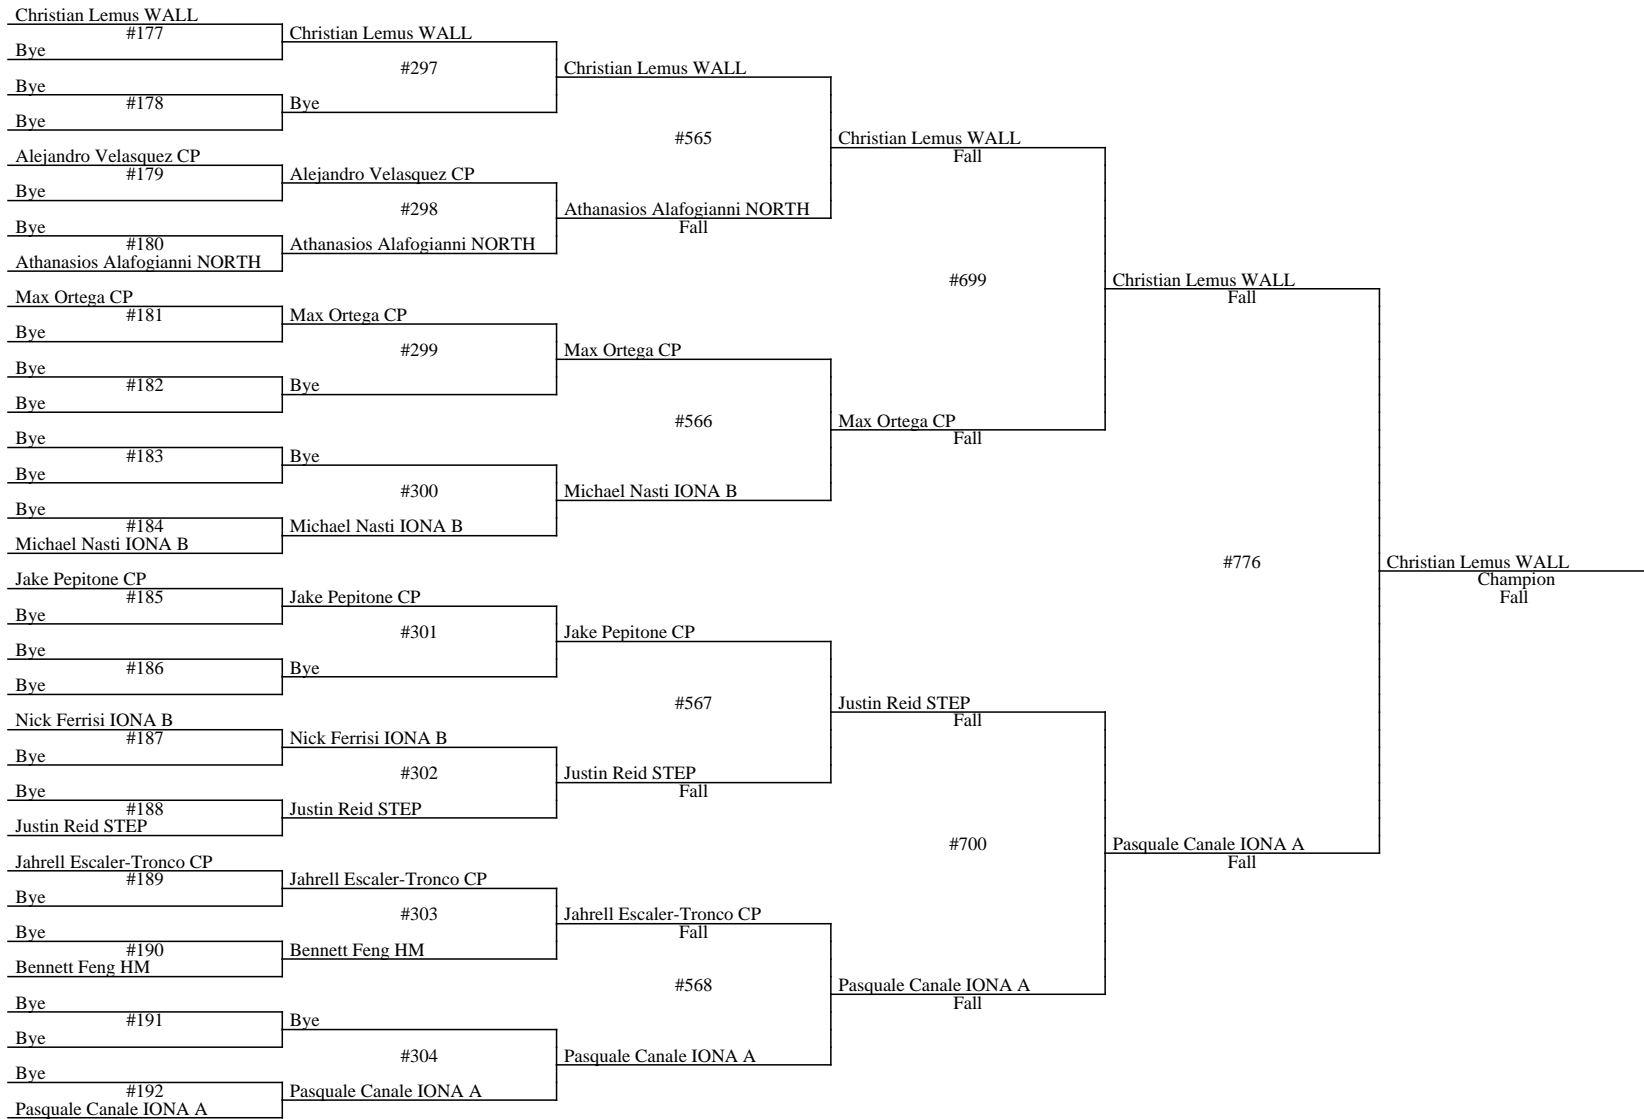 Christian Lemus WALL
#177
Bye
Bye
#178
Bye
Alejandro Velasquez CP
#179
Bye
Bye
#180
Athanasios Alafogianni NORTH
Max Ortega CP
#181
Bye
Bye
#182
Bye
Bye
#183
Bye
Bye
#184
Michael Nasti IONA B
Jake Pepitone CP
#185
Bye
Bye
#186
Bye
Nick Ferrisi IONA B
#187
Bye
Bye
#188
Justin Reid STEP
Jahrell Escaler-Tronco CP
#189
Bye
Bye
#190
Bennett Feng HM
Bye
#191
Bye
Bye
#192
Pasquale Canale IONA A
Christian Lemus WALL
#297
Bye
Alejandro Velasquez CP
#298
Athanasios Alafogianni NORTH
Max Ortega CP
#299
Bye
Bye
#300
Michael Nasti IONA B
Jake Pepitone CP
#301
Bye
Nick Ferrisi IONA B
#302
Justin Reid STEP
Jahrell Escaler-Tronco CP
#303
Bennett Feng HM
Bye
#304
Pasquale Canale IONA A
Christian Lemus WALL
#565
Athanasios Alafogianni NORTH
Fall
Max Ortega CP
#566
Michael Nasti IONA B
Jake Pepitone CP
#567
Justin Reid STEP
Fall
Jahrell Escaler-Tronco CP
Fall
#568
Pasquale Canale IONA A
Christian Lemus WALL
Fall
#699
Max Ortega CP
Fall
Justin Reid STEP
Fall
#700
Pasquale Canale IONA A
Fall
Christian Lemus WALL
Fall
#776
Pasquale Canale IONA A
Fall
Christian Lemus WALL
Champion
Fall